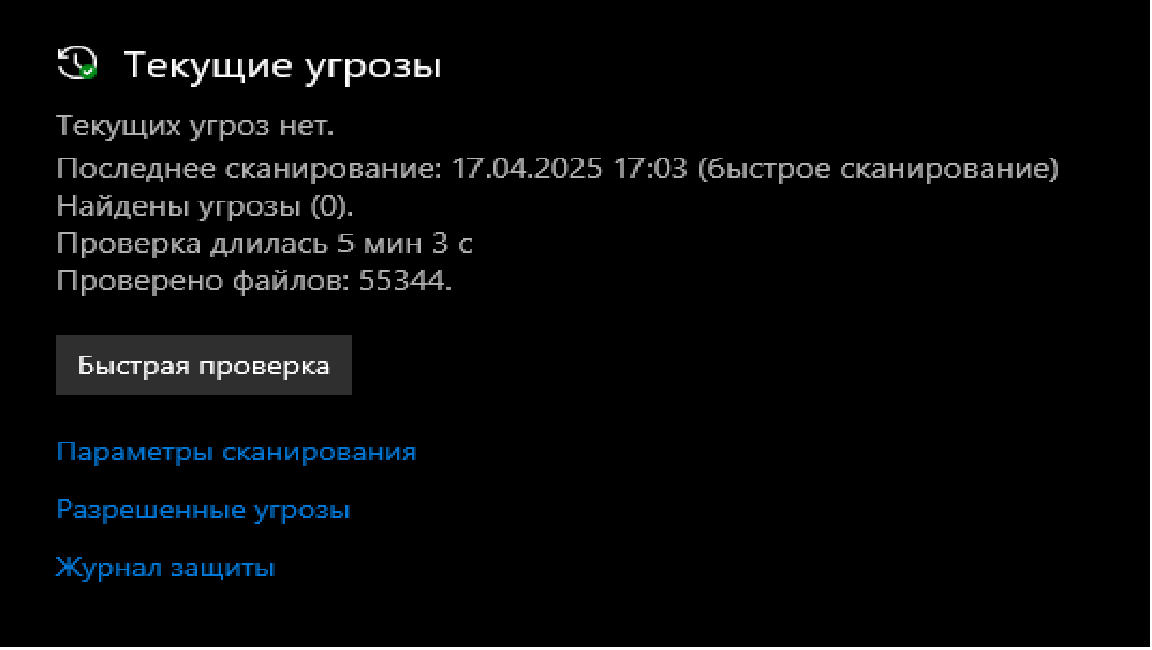 Текущие угрозы
Текущих угроз нет.
Последнее сканирование: 17.04.2025 17:03 (быстрое сканирование)
Найдены угрозы (0).
Проверка длилась 5 мин 3 с
Проверено файлов: 55344.
Быстрая проверка
Параметры сканирования
Разрешенные угрозы
Журнал защиты